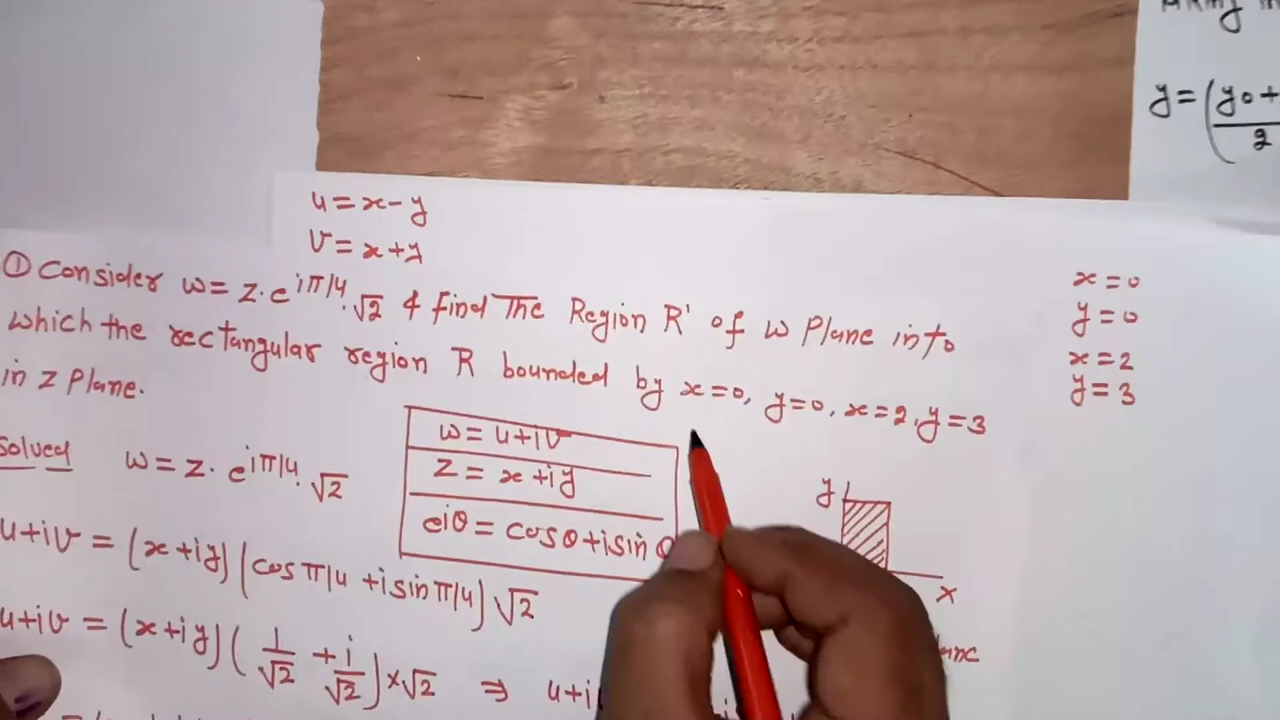 y = (y0+
2
u = x - y
v = x + y
① Consider w = z. e^iπ/4. √2 & find The Region R' of w Plane into
which the rectangular region R bounded by x=0, y=0, x=2, y=3
in z Plane.
x = 0
y = 0
x = 2
y = 3
Solved w = z. e^iπ/4. √2
w = u+iv
z = x+iy
eiθ = cosθ+isin θ
y
x
u+iv = (x+iy) (cos π/4 + i sin π/4) √2
u+iv = (x+iy) (1/√2 + i/√2) × √2 ⇒ u+i